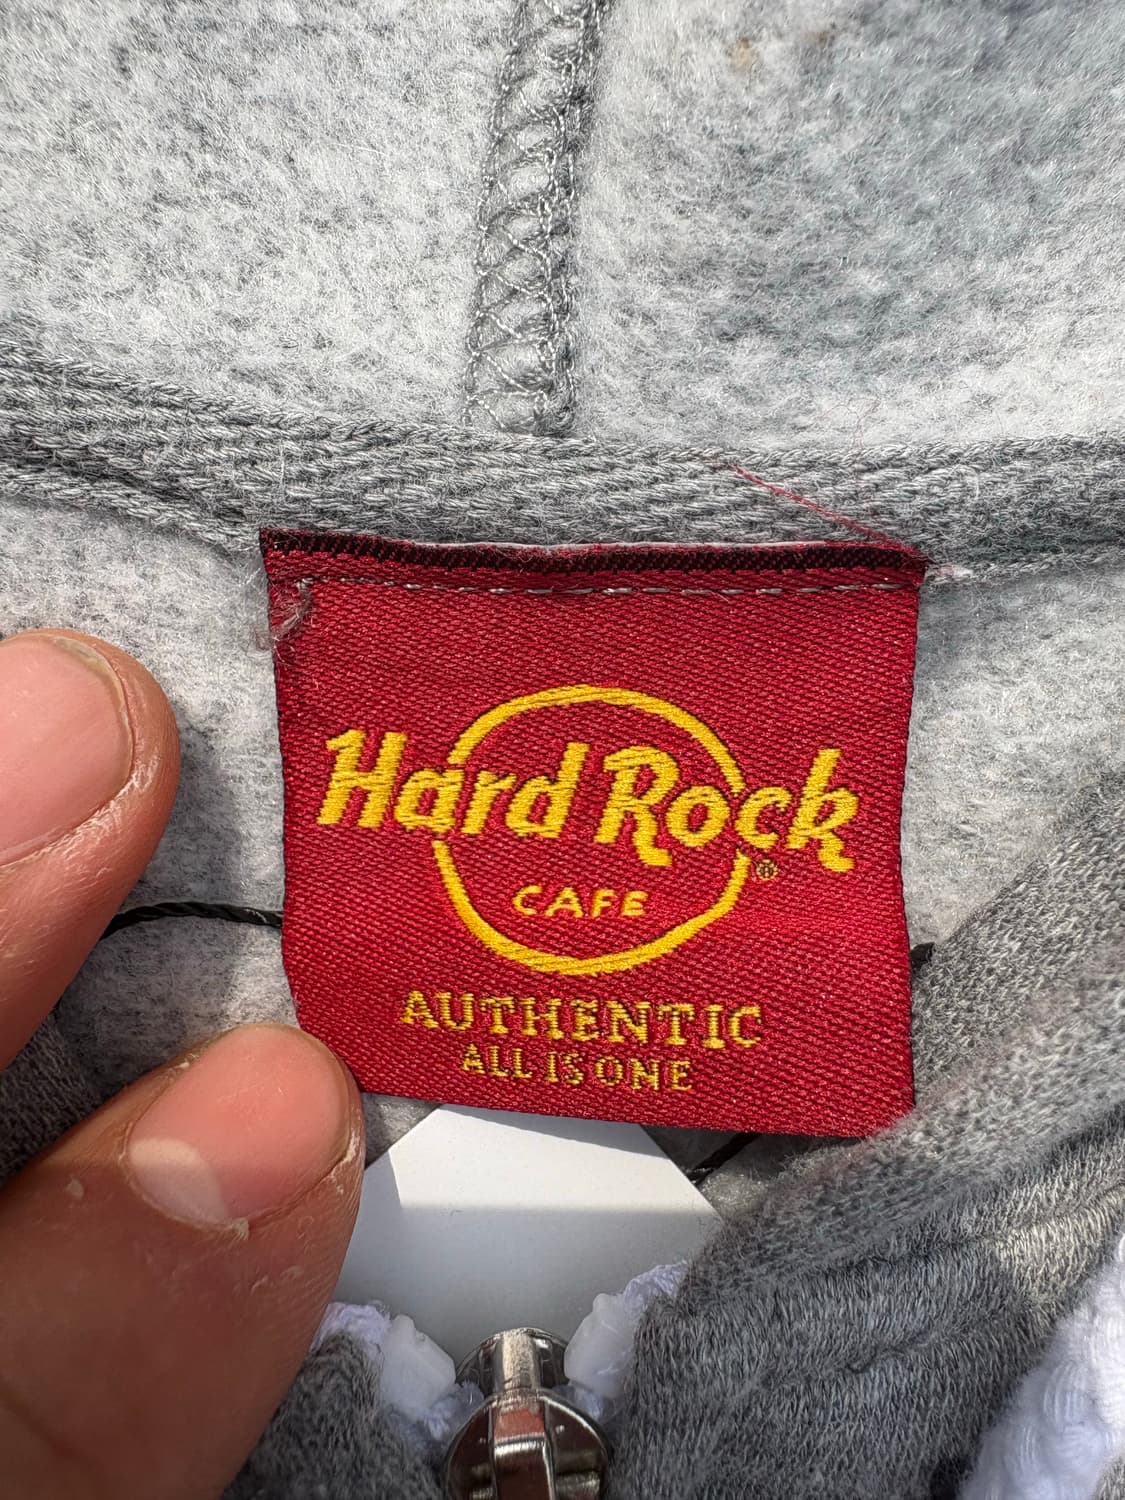 Hard Rock
®
CAFE
AUTHENTIC
ALL IS ONE